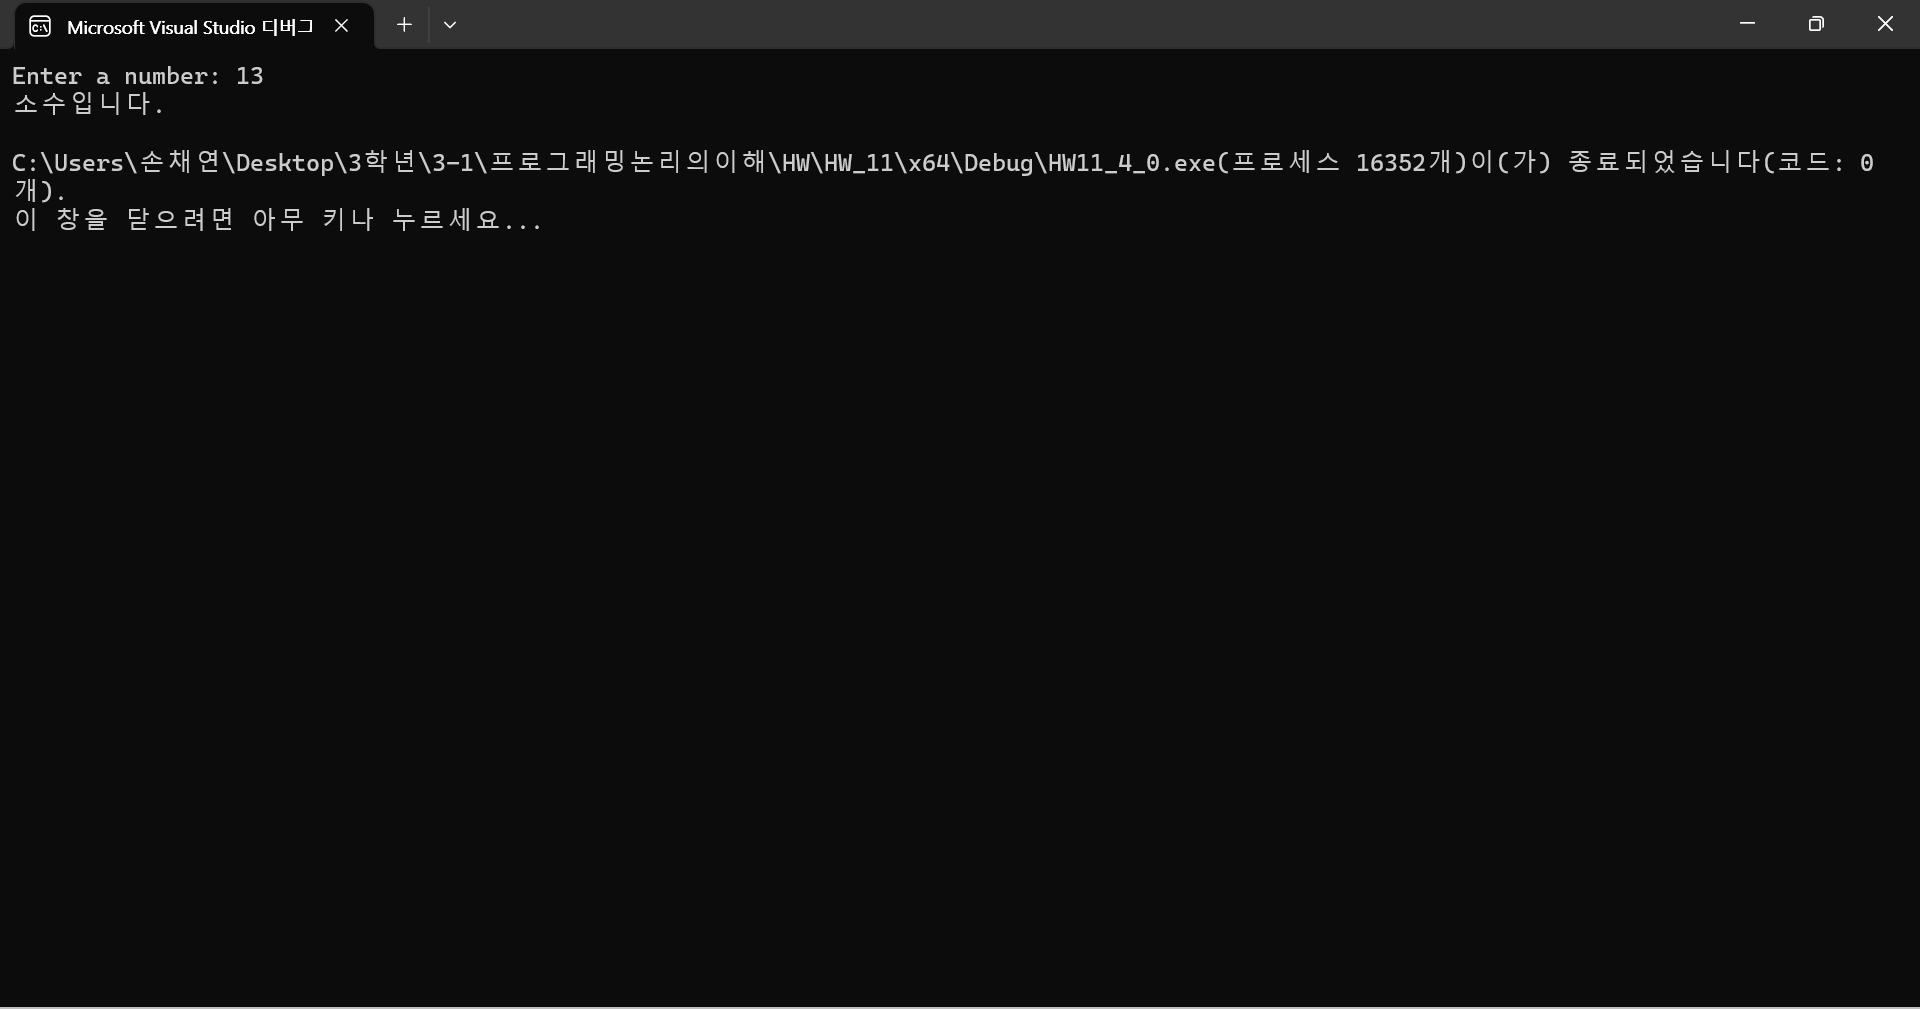 Microsoft Visual Studio 디버그
Enter a number: 13
소수입니다.
C:\Users\손채연\Desktop\3학년\3-1\프로그래밍논리의이해\HW\HW_11\x64\Debug\HW11_4_0.exe(프로세스 16352개)이(가) 종료되었습니다(코드: 0
개).
이 창을 닫으려면 아무 키나 누르세요...